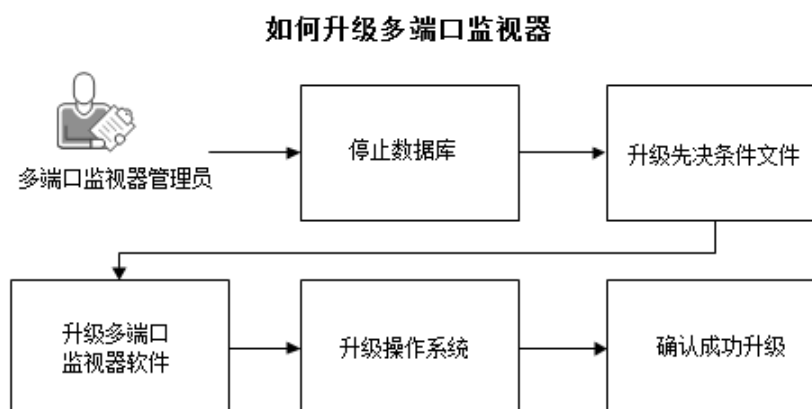 如何升级多端口监视器
多端口监视器管理员
停止数据库
升级先决条件文件
升级多端口
监视器软件
升级操作系统
确认成功升级